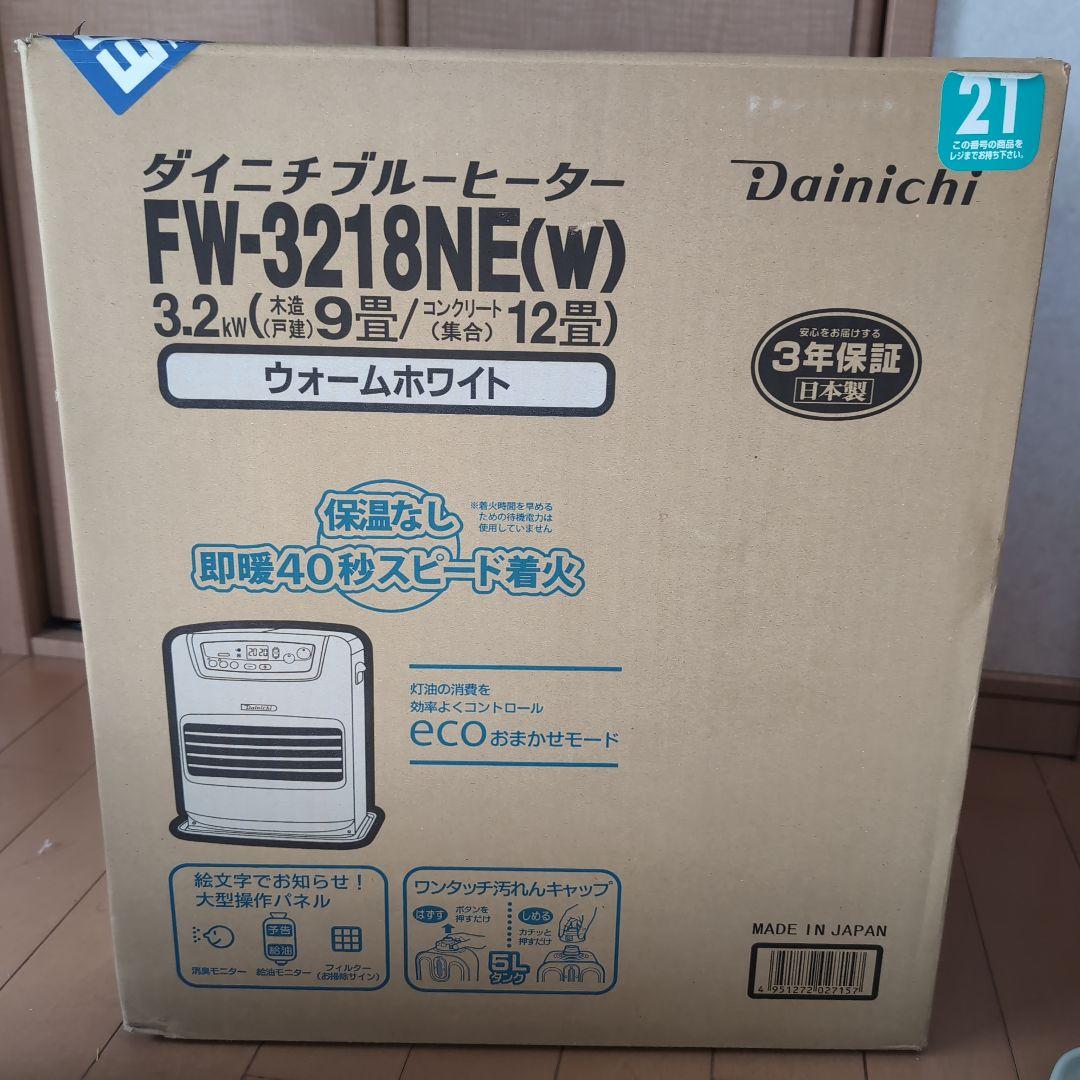 21
この番号の商品を
レジまでお持ち下さい。
ダイニチブルーヒーター
Dainichi
FW-3218NE(W)
3.2kW(木造(戸建)9畳/コンクリート(集合)12畳)
ウォームホワイト
安心をお届けする
3年保証
日本製
保温なし
※着火時間を早める
ための待機電力は
使用していません
即暖40秒スピード着火
2020
Dainichi
灯油の消費を
効率よくコントロール
ecoおまかせモード
絵文字でお知らせ!
大型操作パネル
予告
給油
消臭モニター
給油モニター
フィルター
(お掃除サイン)
ワンタッチ汚れんキャップ
はずす
ボタンを
押すだけ
しめる
カチッと
押すだけ
5L
タンク
MADE IN JAPAN
4 951272 027157